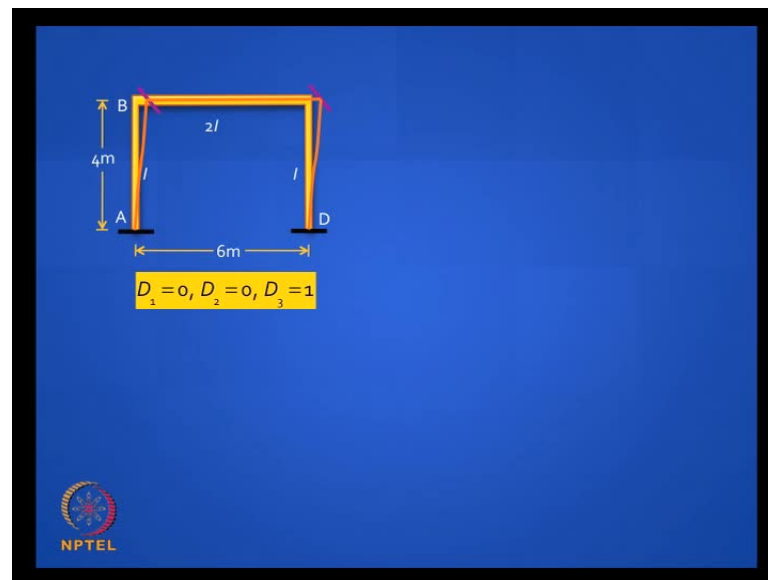 B
2I
4m
I
I
A
D
6m
D₁ = 0, D₂ = 0, D₃ = 1
NPTEL